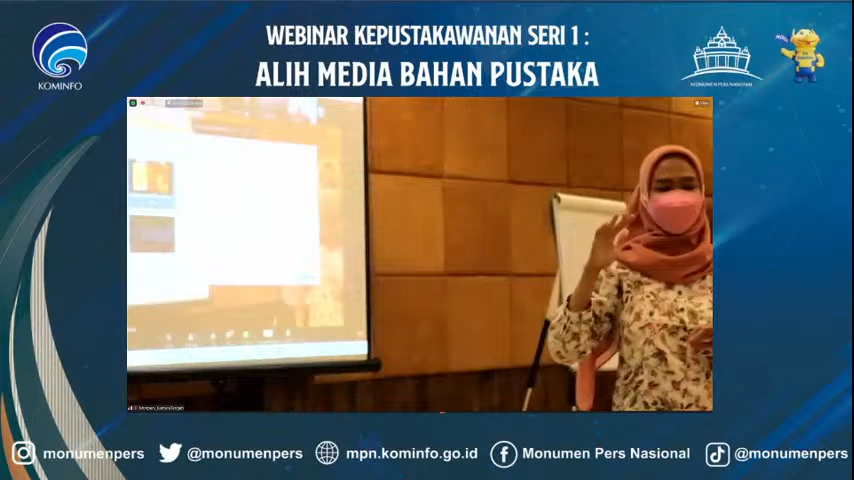 WEBINAR KEPUSTAKAWANAN SERI 1 :
ALIH MEDIA BAHAN PUSTAKA
KOMINFO
MONUMEN PERS NASIONAL
View
monumenpers
@monumenpers
mpn.kominfo.go.id
Monumen Pers Nasional
@monumenpers